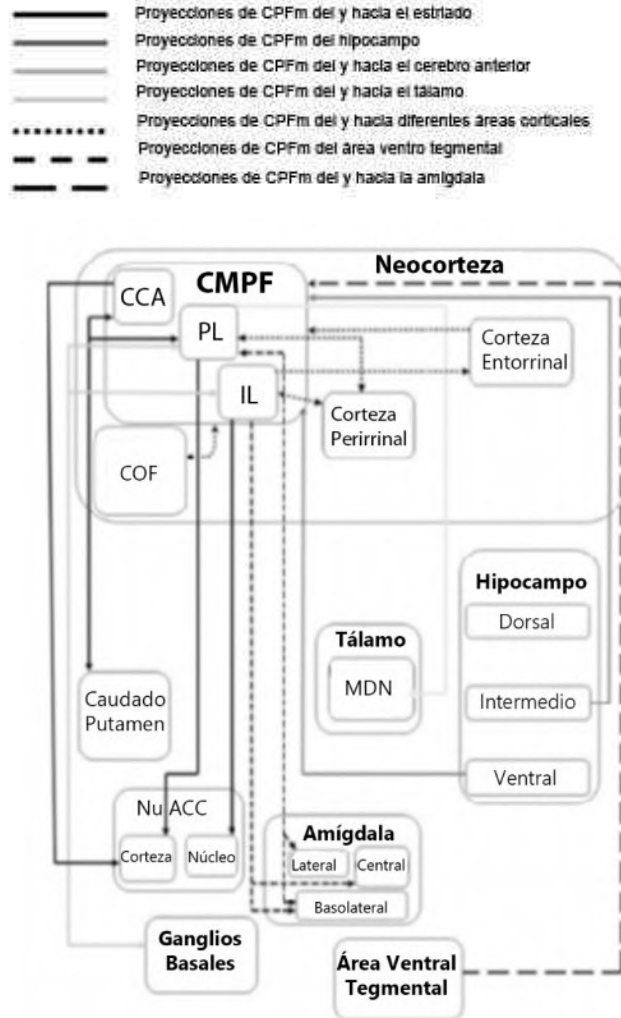 Proyecciones de CPFm del y hacia el estriado
Proyecciones de CPFm del hipocampo
Proyecciones de CPFm del y hacia el cerebro anterior
Proyecciones de CPFm del y hacia el tálamo
Proyecciones de CPFm del y hacia diferentes áreas corticales
Proyecciones de CPFm del área ventro tegmental
Proyecciones de CPFm del y hacia la amígdala
Neocorteza
CMPF
CCA
PL
IL
Corteza
Entorrinal
Corteza
Perirrinal
COF
Hipocampo
Dorsal
Intermedio
Ventral
Tálamo
MDN
Caudado
Putamen
Nu ACC
Corteza
Núcleo
Amígdala
Lateral
Central
Basolateral
Ganglios
Basales
Área Ventral
Tegmental